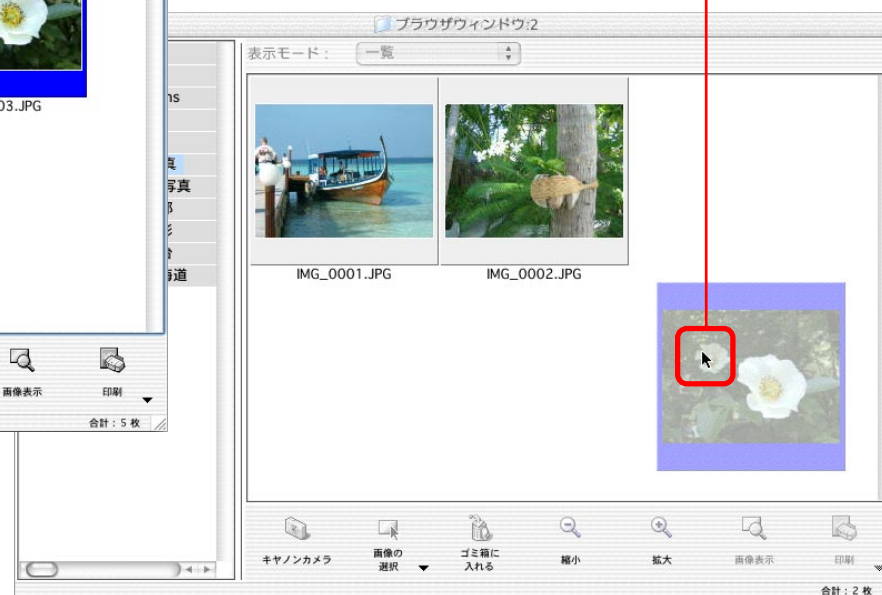 ブラウザウィンドウ:2
表示モード：
一覧
03.JPG
ns
真
写真
部
影
台
海道
IMG_0001.JPG
IMG_0002.JPG
画像表示
印刷
合計：5 枚
キヤノンカメラ
画像の
選択
ゴミ箱に
入れる
縮小
拡大
画像表示
印刷
合計：2 枚